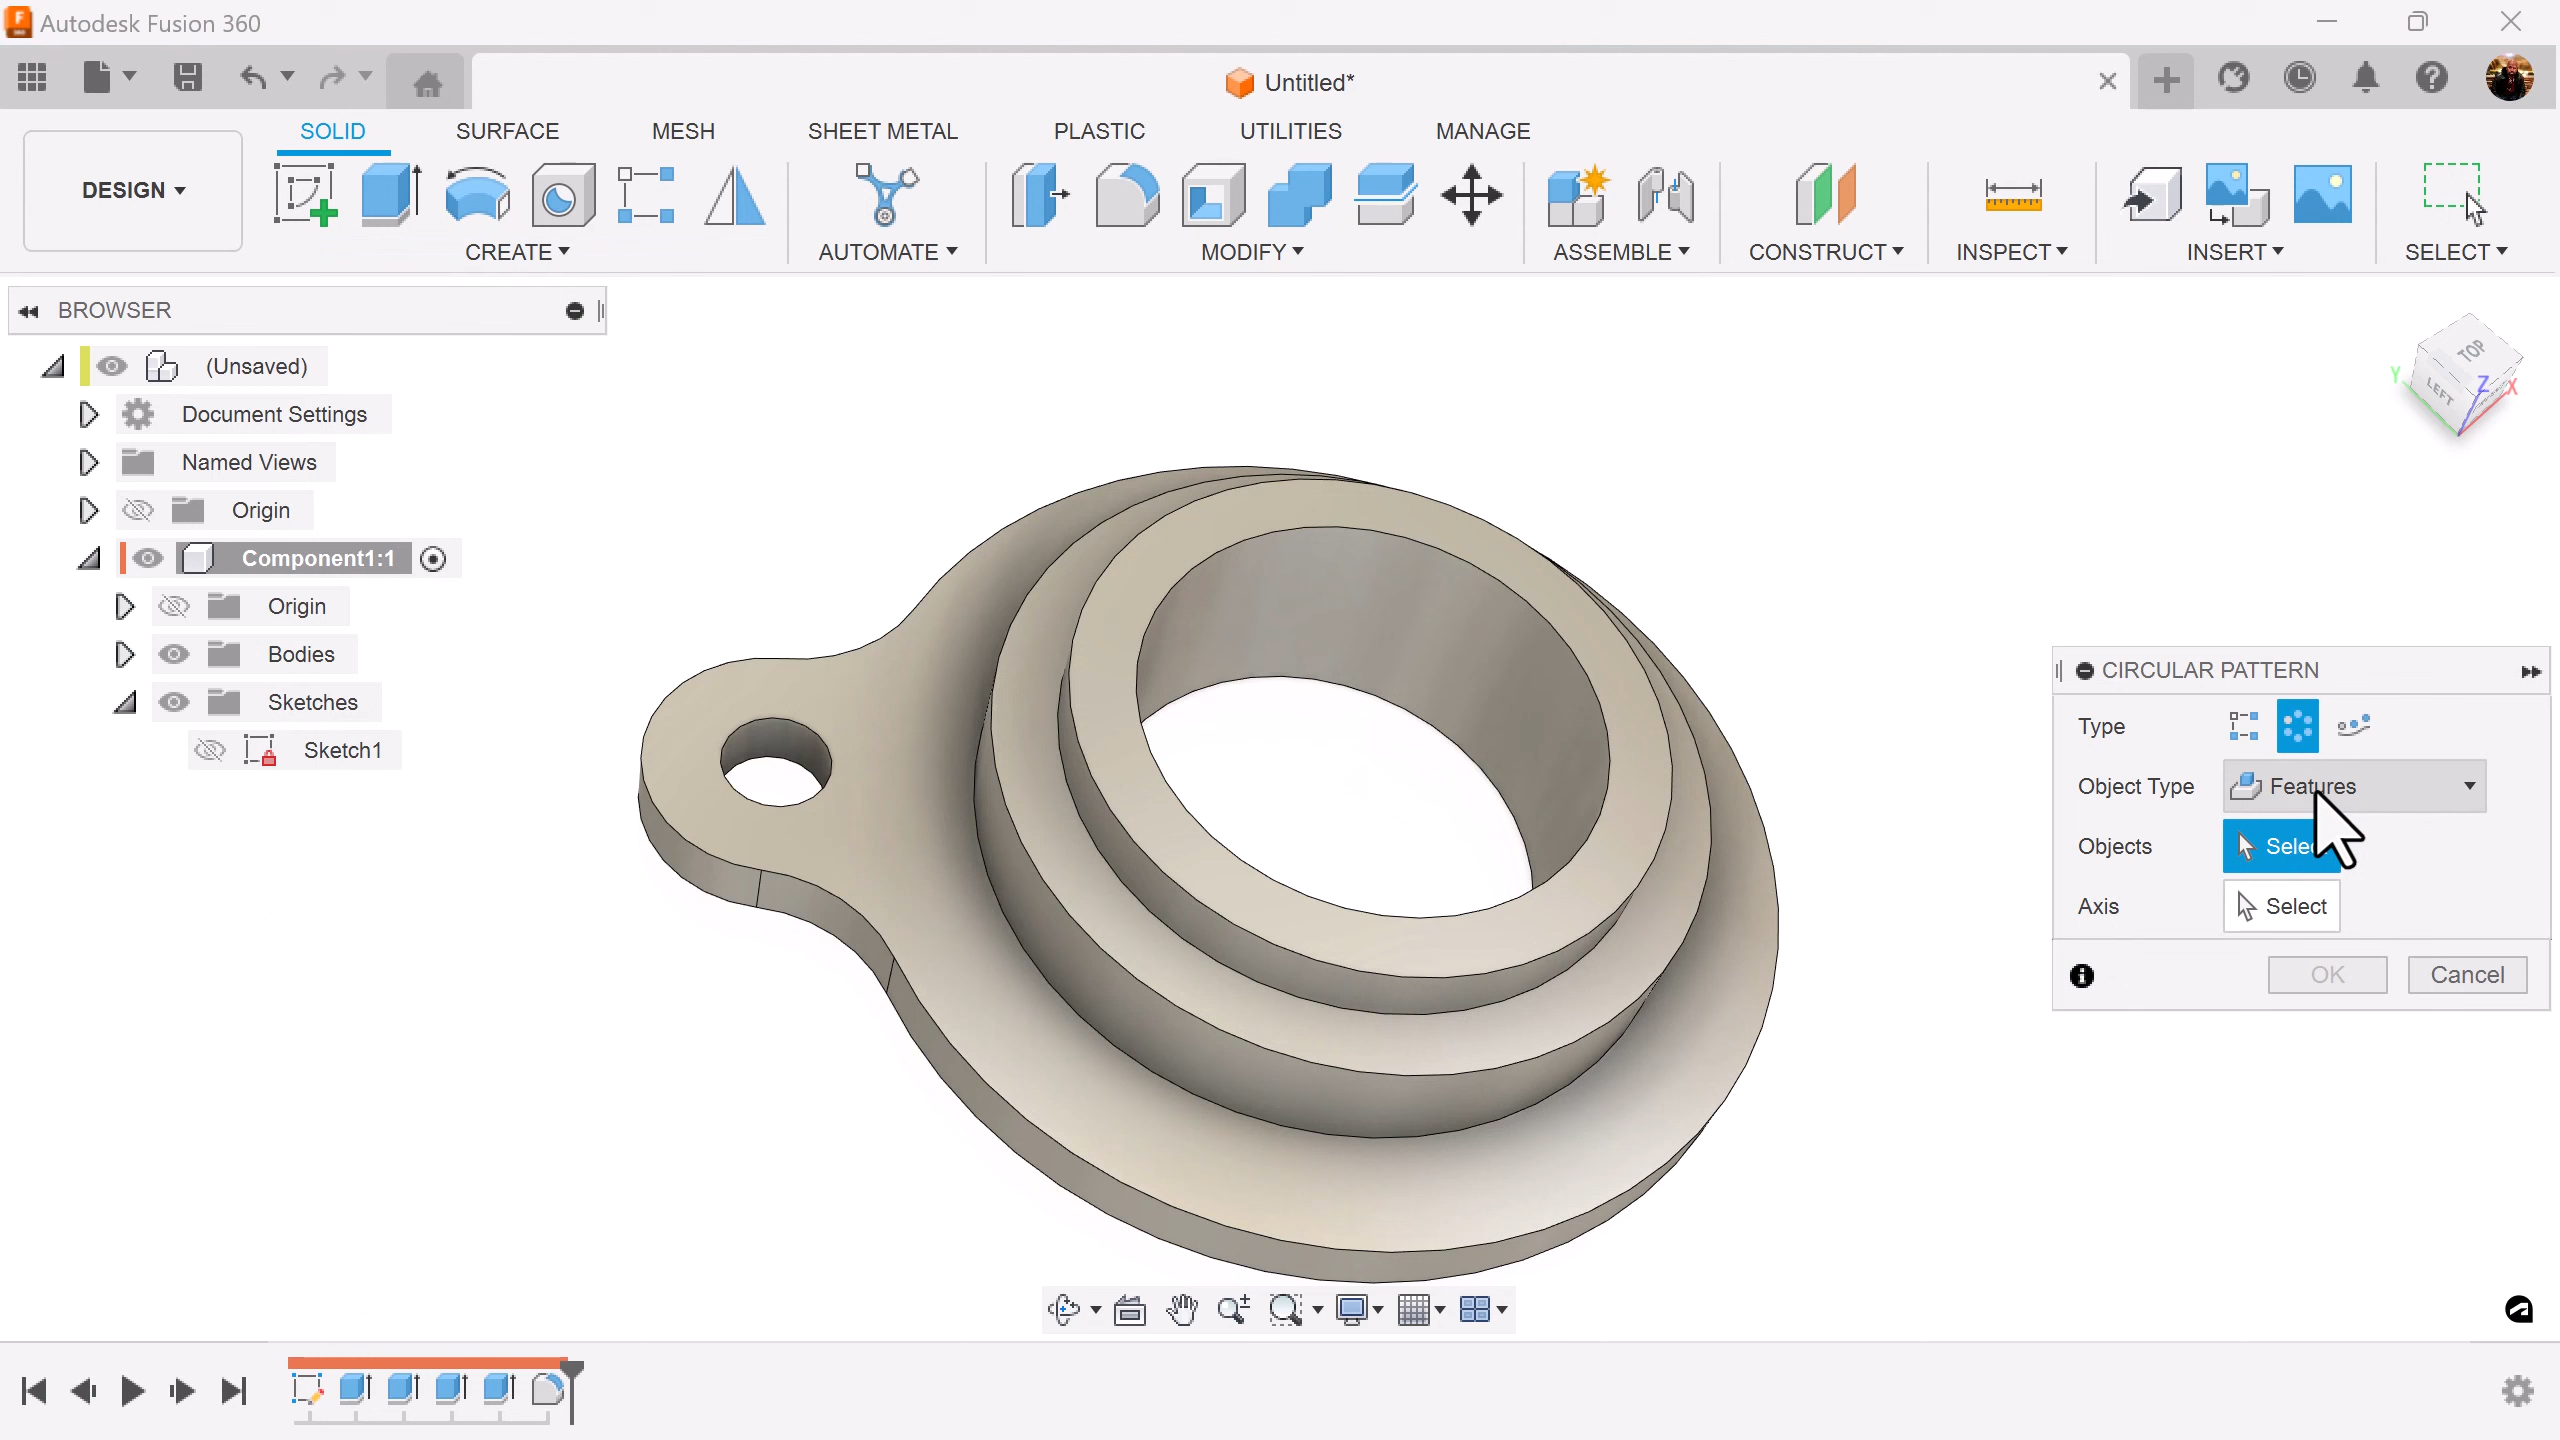 Autodesk Fusion 360
Untitled*
SOLID SURFACE MESH SHEET METAL PLASTIC UTILITIES MANAGE
DESIGN
CREATE AUTOMATE MODIFY ASSEMBLE CONSTRUCT INSPECT INSERT SELECT
BROWSER
(Unsaved)
Document Settings
Named Views
Origin
Component1:1
Origin
Bodies
Sketches
Sketch1
TOP
LEFT
Y
Z
X
CIRCULAR PATTERN
Type
Object Type Features
Objects
Axis Select
OK Cancel